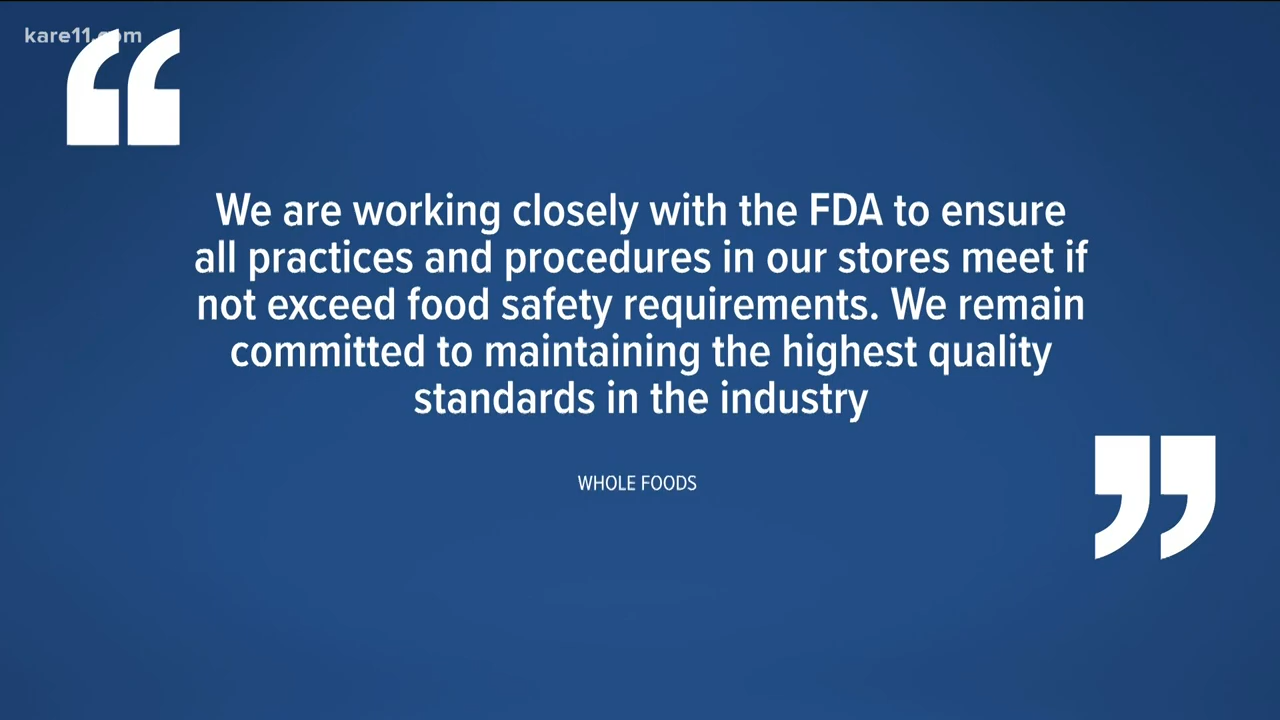 kare11.com
“
We are working closely with the FDA to ensure
all practices and procedures in our stores meet if
not exceed food safety requirements. We remain
committed to maintaining the highest quality
standards in the industry
”
WHOLE FOODS